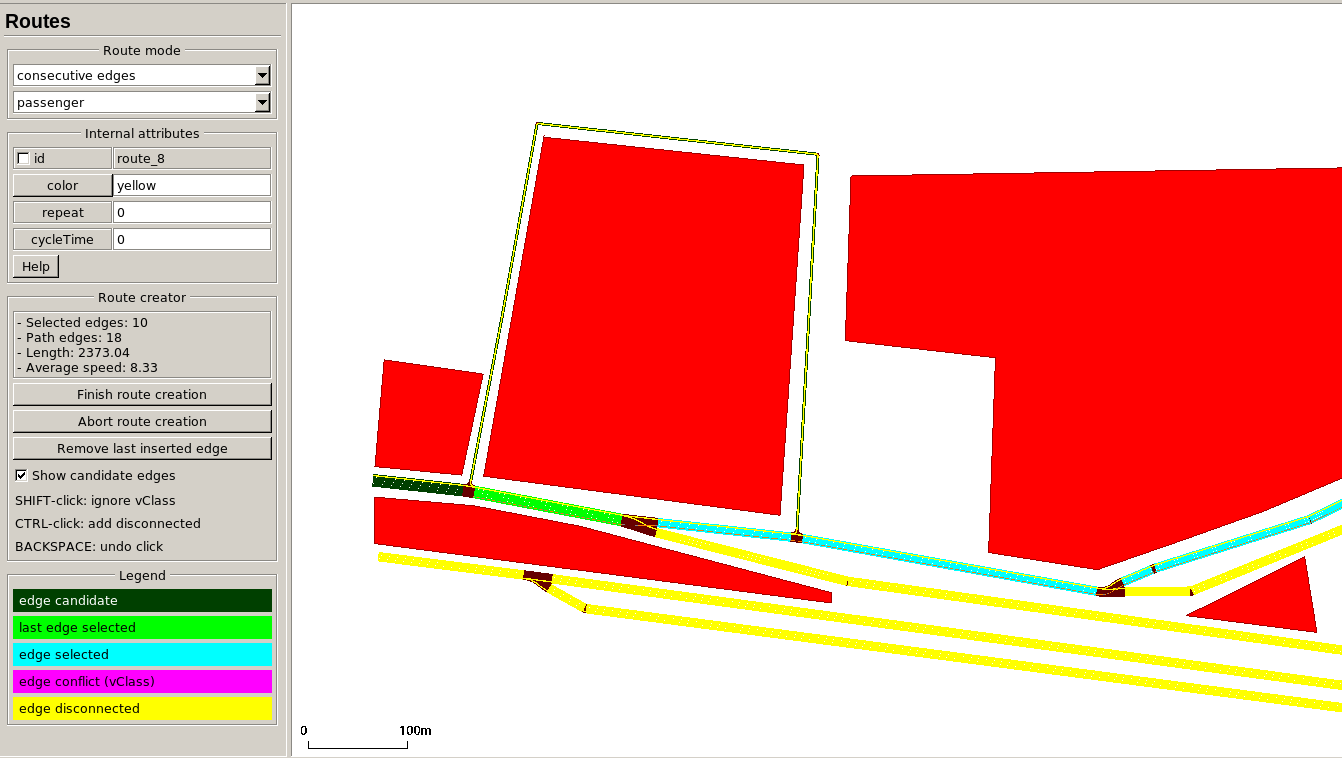 Routes
Route mode
consecutive edges
passenger
Internal attributes
id route_8
color yellow
repeat 0
cycleTime 0
Help
Route creator
- Selected edges: 10
- Path edges: 18
- Length: 2373.04
- Average speed: 8.33
Finish route creation
Abort route creation
Remove last inserted edge
Show candidate edges
SHIFT-click: ignore vClass
CTRL-click: add disconnected
BACKSPACE: undo click
Legend
edge candidate
last edge selected
edge selected
edge conflict (vClass)
edge disconnected
0 100m